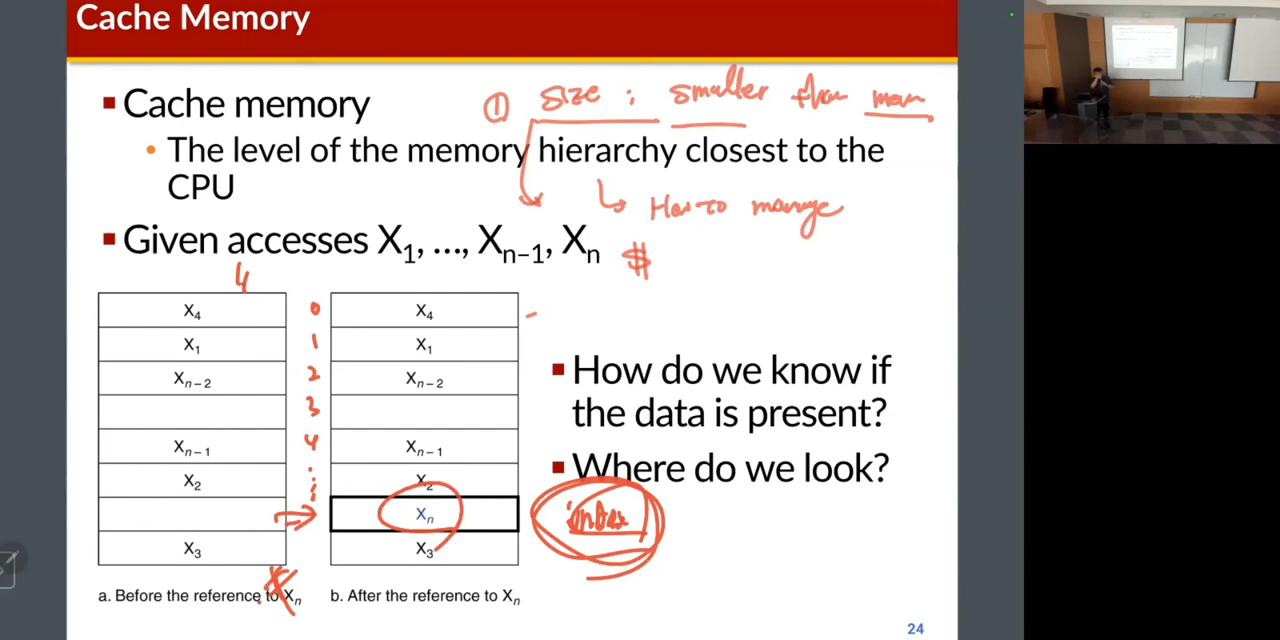 Cache Memory
▪ Cache memory
① size : smaller than mem
• The level of the memory hierarchy closest to the
CPU
↳ How to manage
▪ Given accesses X1, ..., Xn–1, Xn $
4
X4 0 X4
X1 1 X1
Xn–2 2 Xn–2
3
Xn–1 4 Xn–1
X2 X2
Xn
X3 X3
▪ How do we know if
the data is present?
▪ Where do we look?
index
a. Before the reference to Xn b. After the reference to Xn
24